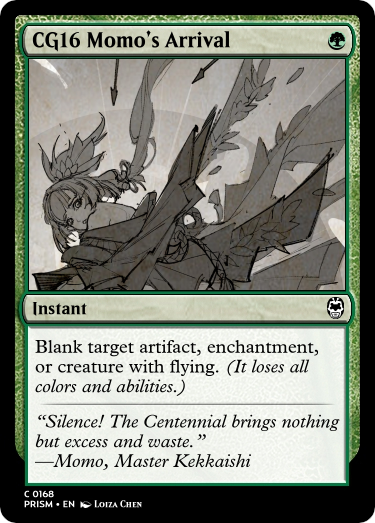 CG16 Momo's Arrival
Instant
Blank target artifact, enchantment,
or creature with flying. (It loses all
colors and abilities.)
“Silence! The Centennial brings nothing
but excess and waste.”
—Momo, Master Kekkaishi
C 0168
PRISM • EN Loiza Chen